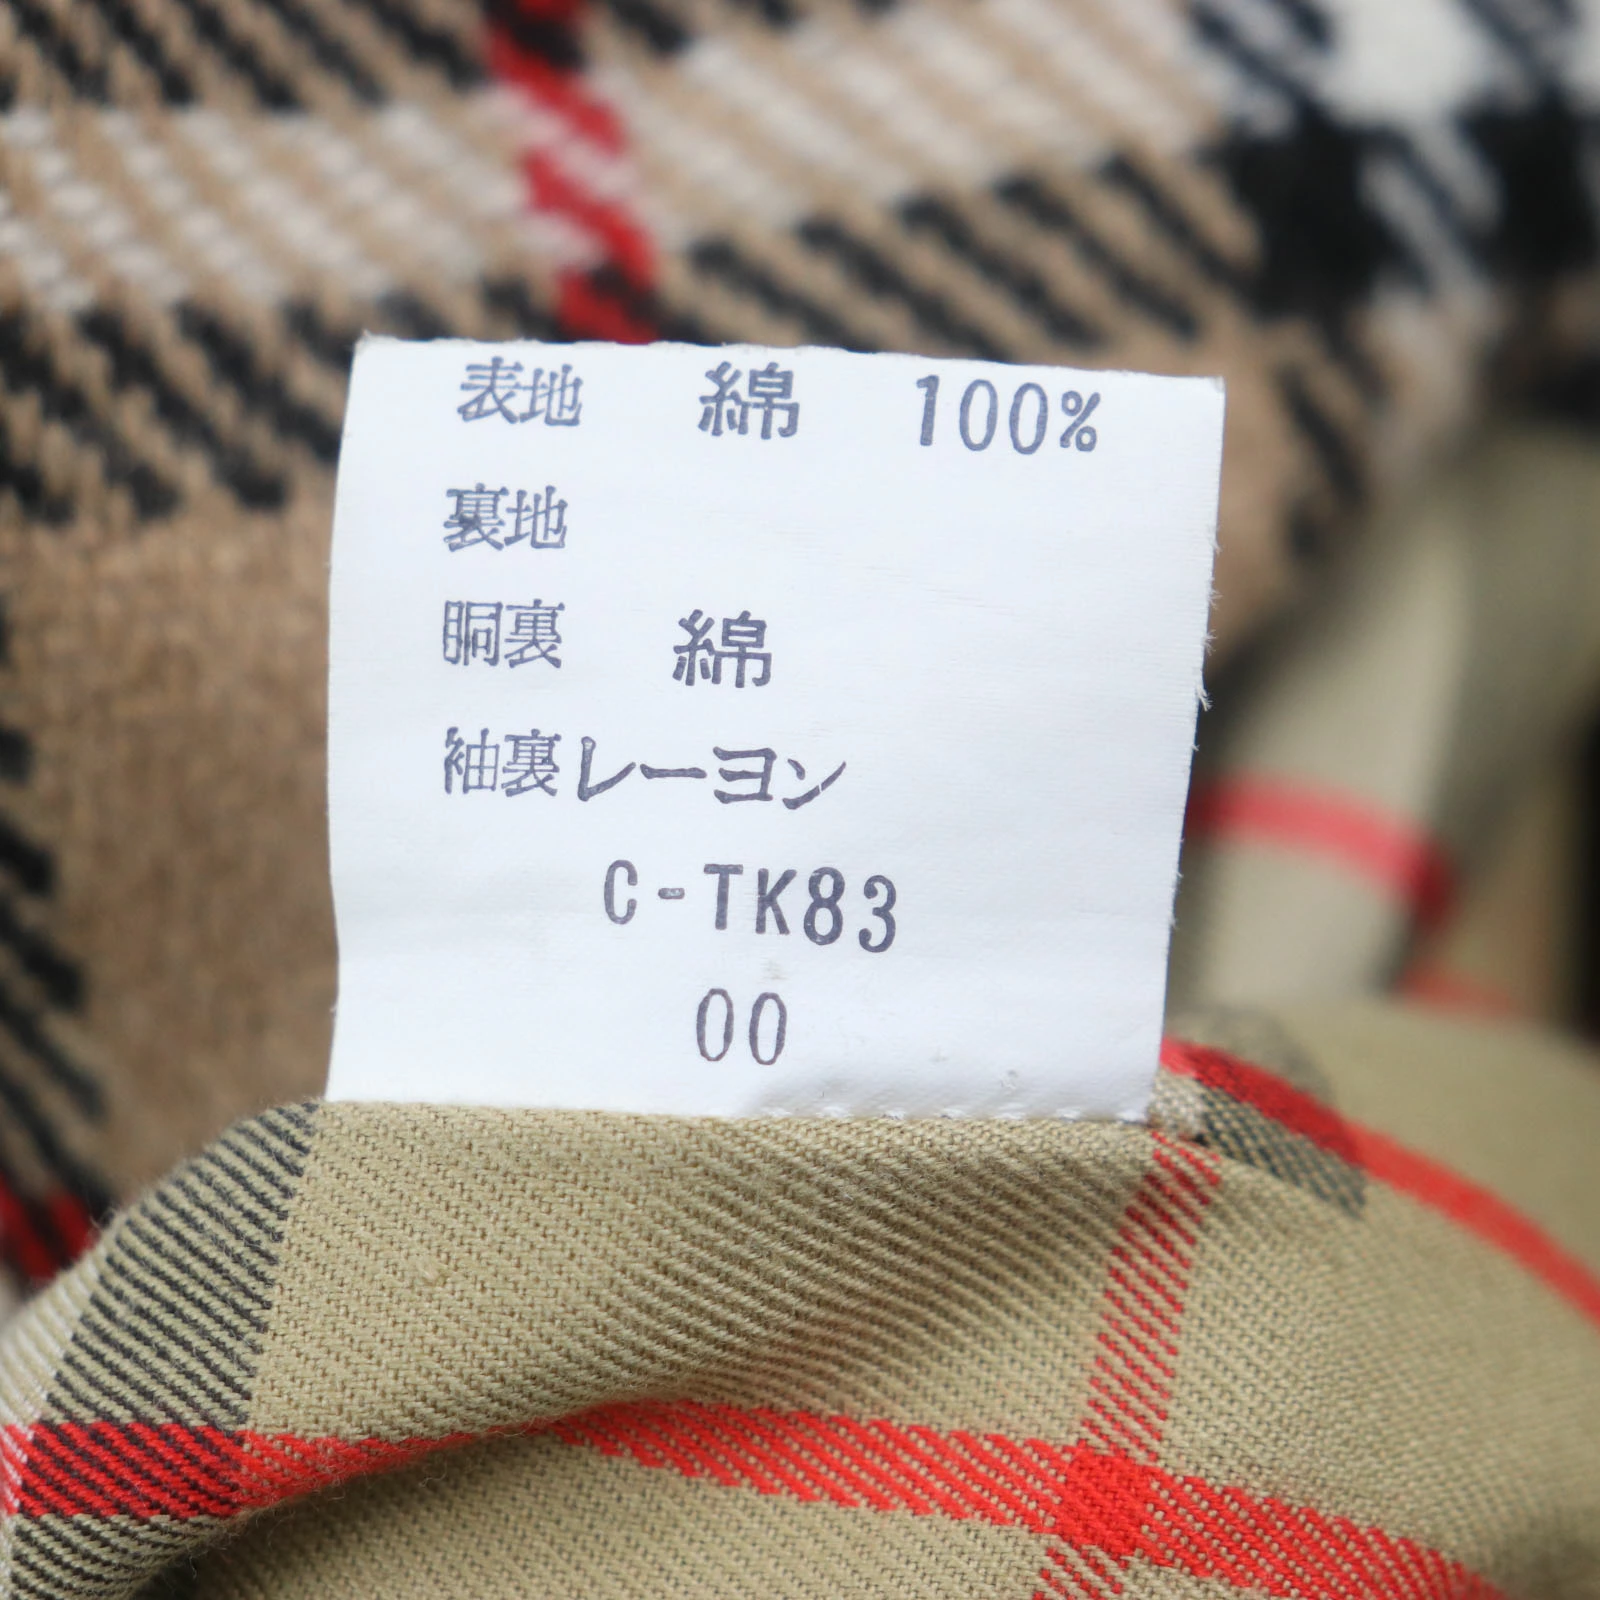 表地 綿 100%
裏地
胴裏 綿
袖裏 レーヨン
C-TK83
00